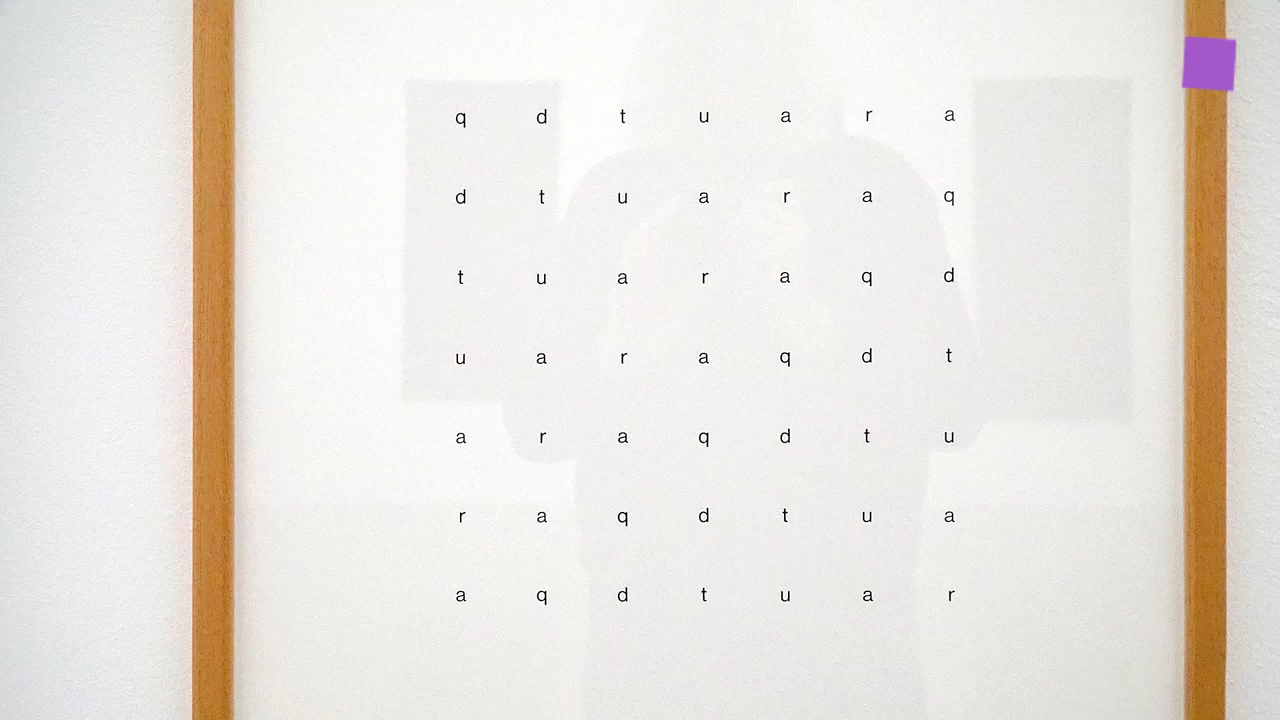 q d t u a r a
d t u a r a q
t u a r a q d
u a r a q d t
a r a q d t u
r a q d t u a
a q d t u a r